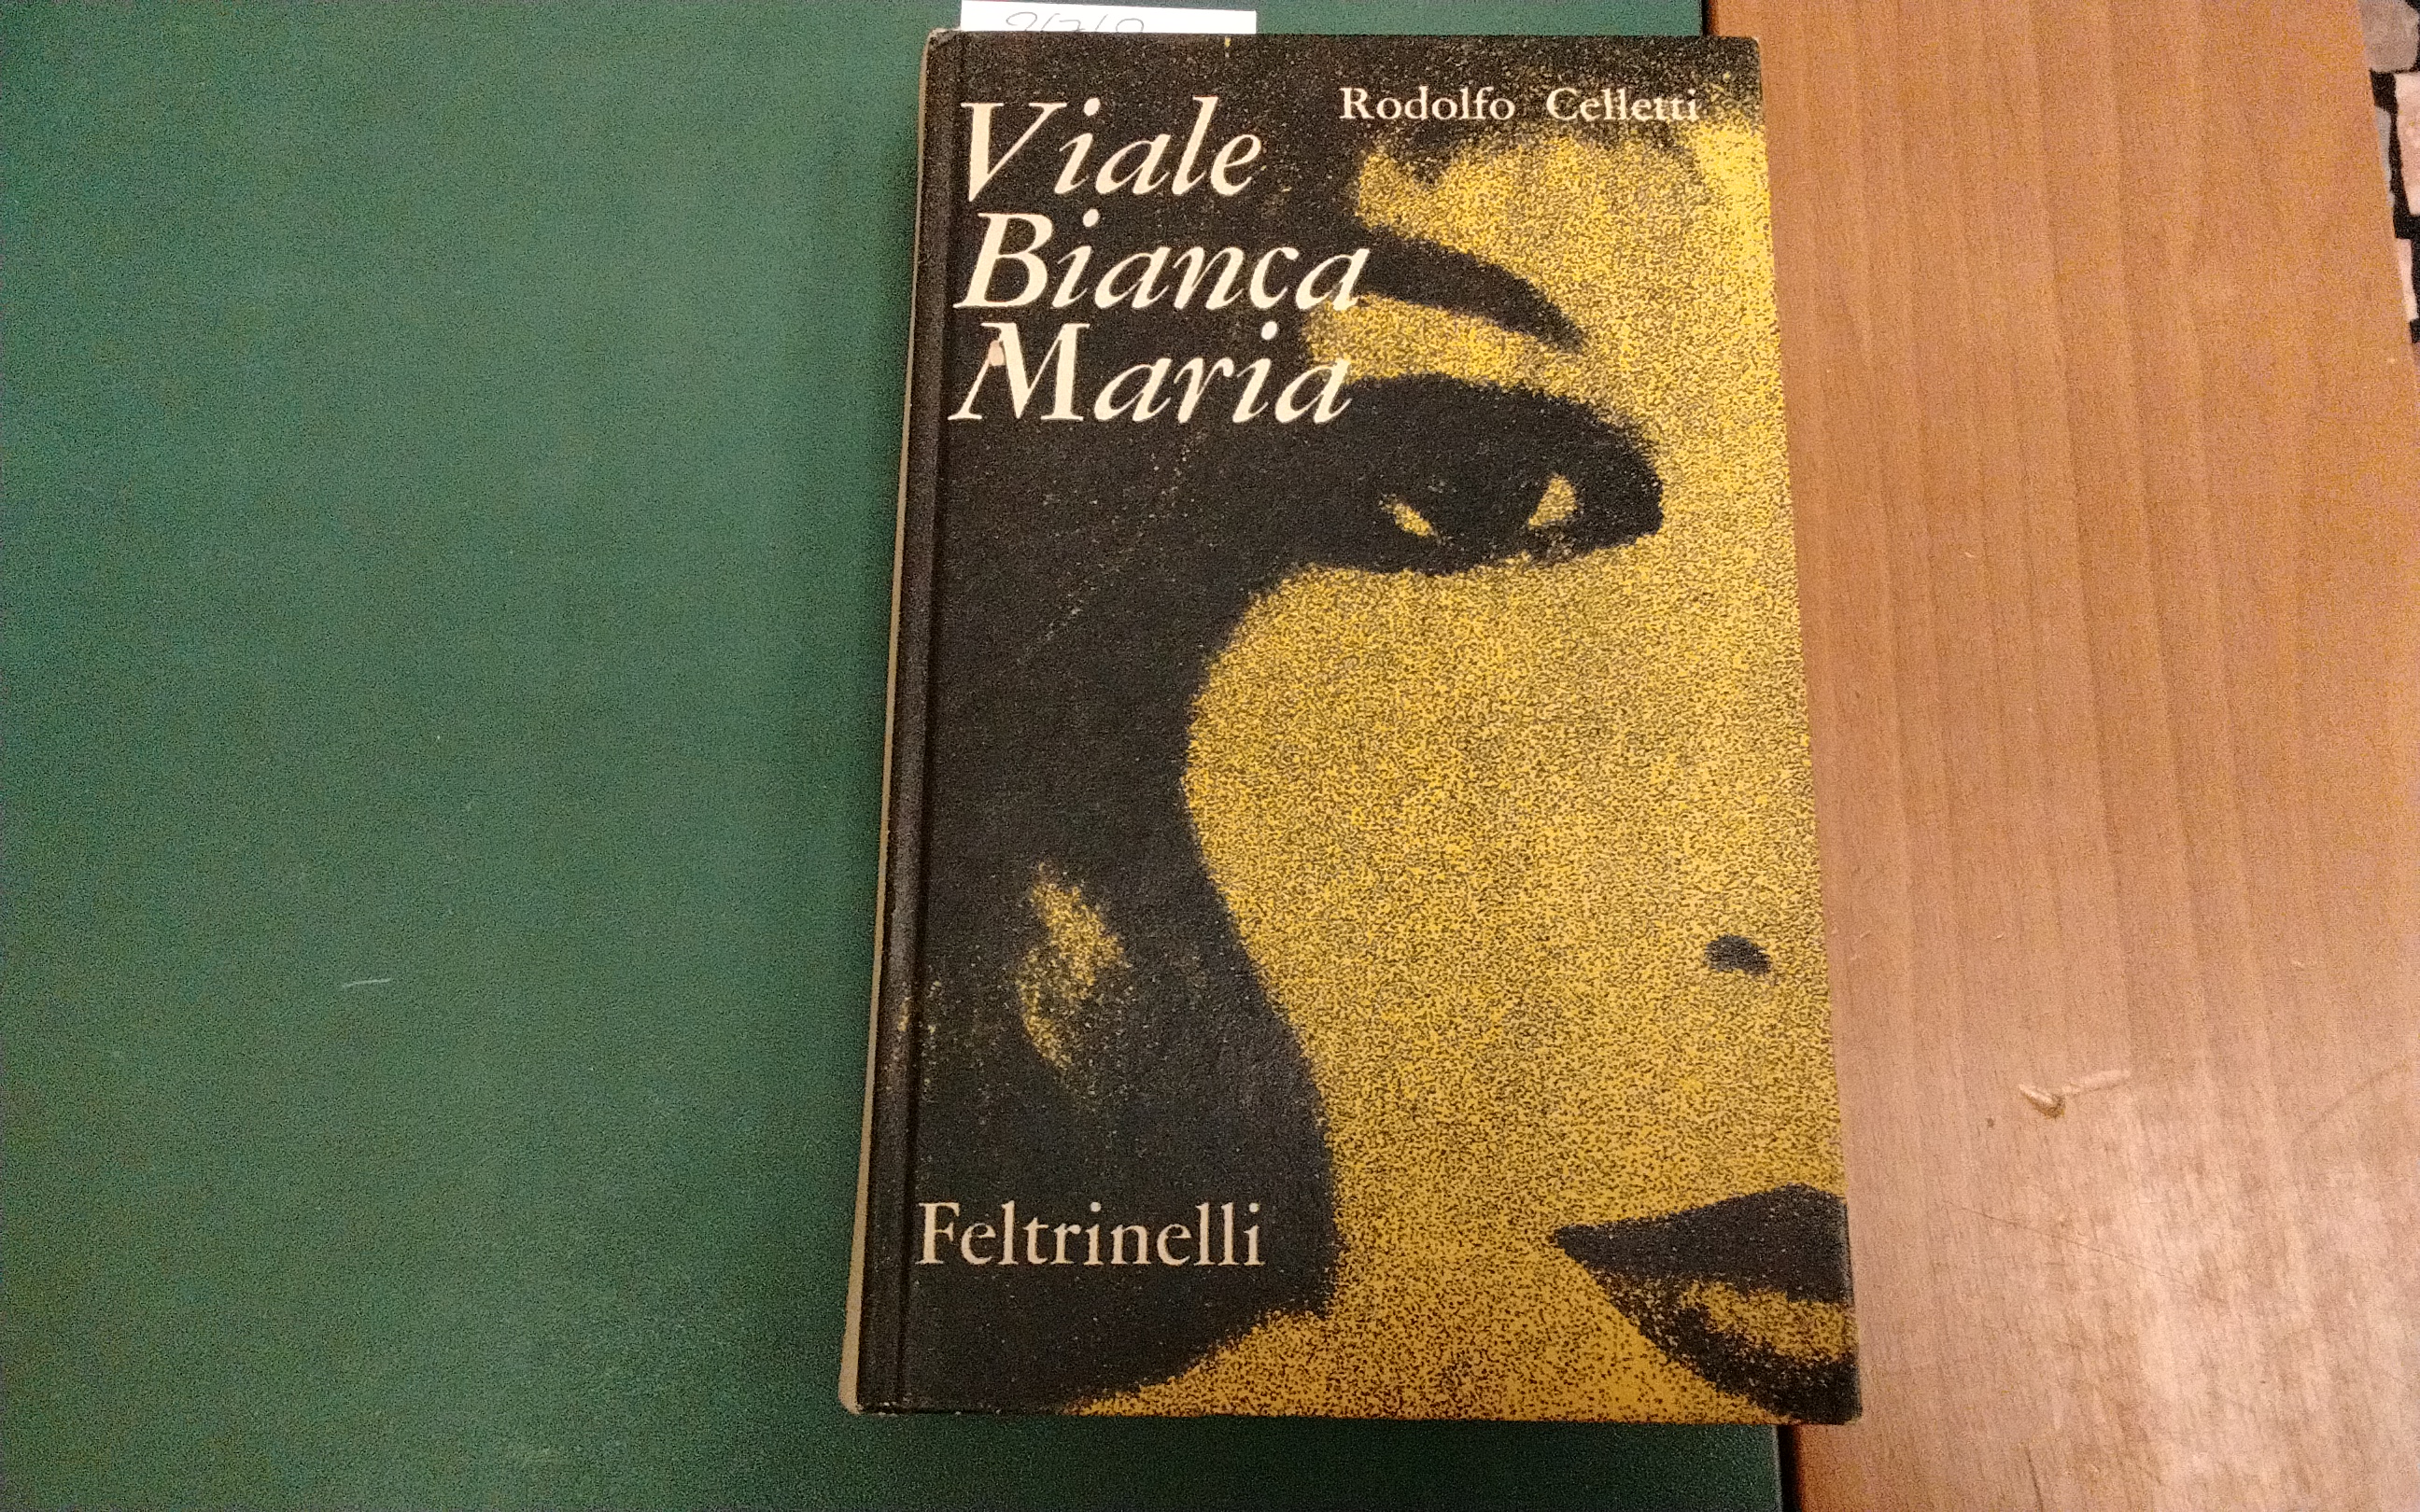 Rodolfo Celletti
Viale
Bianca
Maria
Feltrinelli